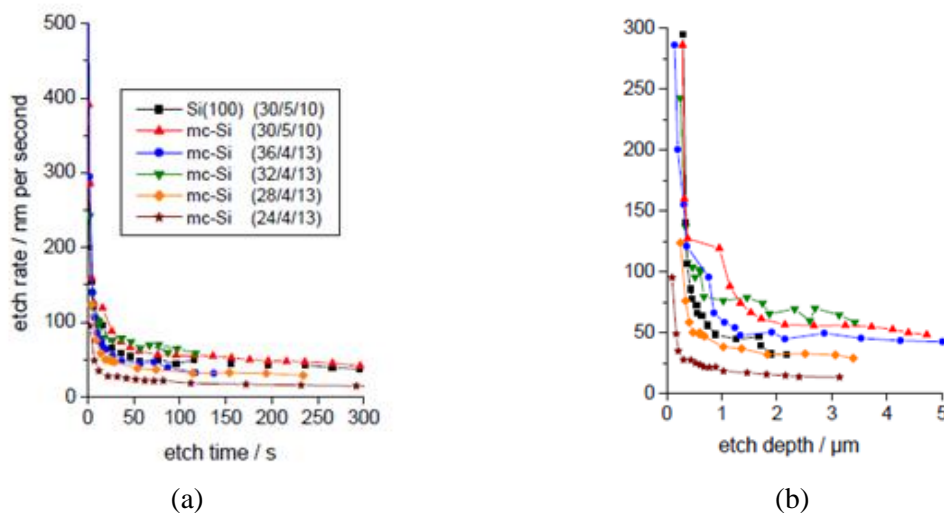 500
400
300
200
100
0
etch rate / nm per second
0 50 100 150 200 250 300
etch time / s
Si(100) (30/5/10)
mc-Si (30/5/10)
mc-Si (36/4/13)
mc-Si (32/4/13)
mc-Si (28/4/13)
mc-Si (24/4/13)
(a)
300
250
200
150
100
50
0
0 1 2 3 4 5
etch depth / µm
(b)